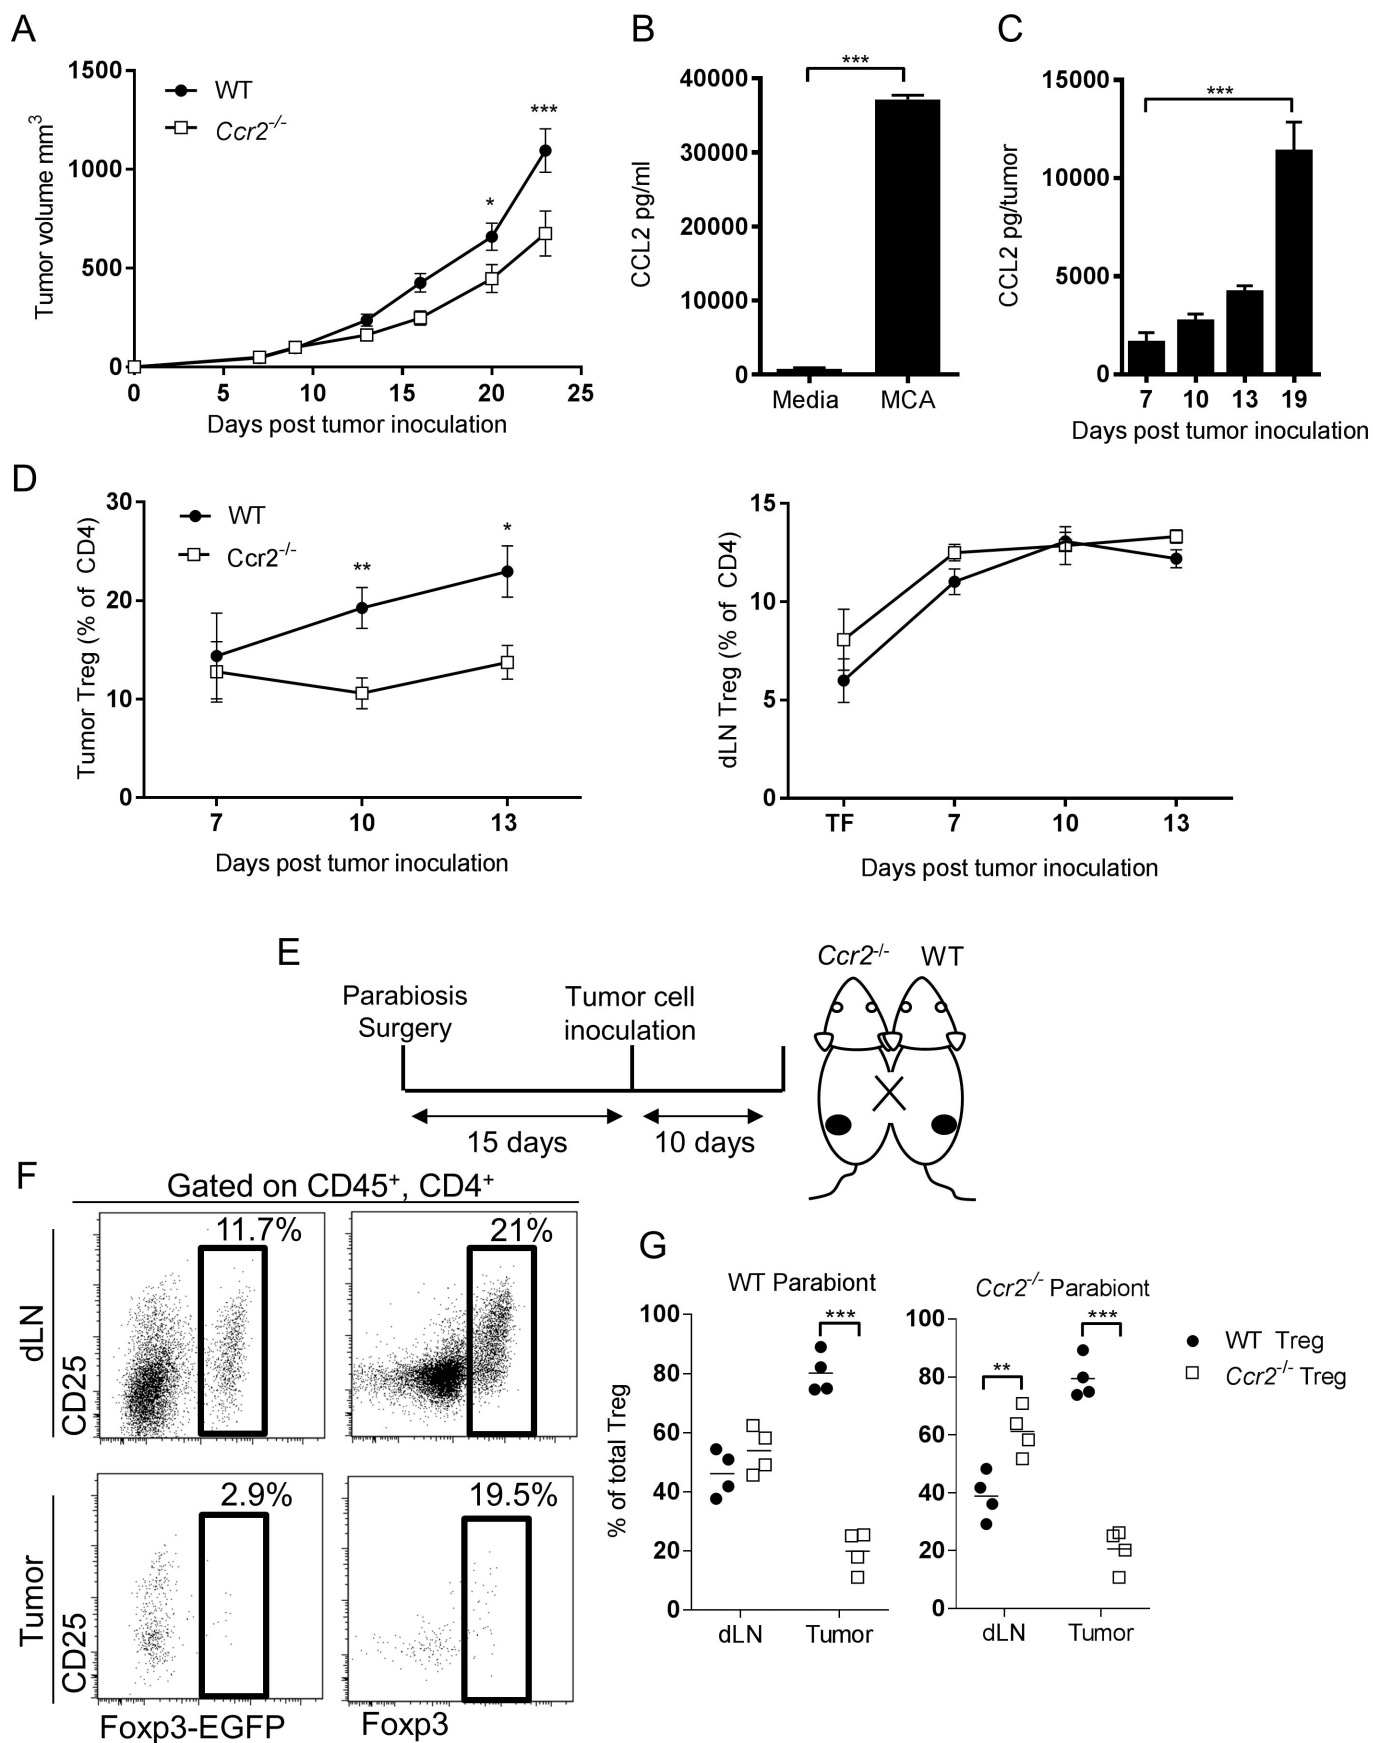 A
1500
1000
500
0
Tumor volume mm³
WT
Ccr2⁻/⁻
*
***
0 5 10 15 20 25
Days post tumor inoculation
B
40000
30000
20000
10000
0
CCL2 pg/ml
***
Media MCA
C
15000
10000
5000
0
CCL2 pg/tumor
***
7 10 13 19
Days post tumor inoculation
D
30
20
10
0
Tumor Treg (% of CD4)
WT
Ccr2⁻/⁻
**
*
7 10 13
Days post tumor inoculation
15
10
5
0
dLN Treg (% of CD4)
TF 7 10 13
Days post tumor inoculation
E
Parabiosis
Surgery
Tumor cell
inoculation
15 days
10 days
Ccr2⁻/⁻ WT
F
Gated on CD45⁺, CD4⁺
dLN
CD25
11.7%
21%
Tumor
CD25
2.9%
19.5%
Foxp3-EGFP
Foxp3
G
WT Parabiont
% of total Treg
100
80
60
40
20
0
***
dLN Tumor
Ccr2⁻/⁻ Parabiont
100
80
60
40
20
0
**
***
dLN Tumor
WT Treg
Ccr2⁻/⁻ Treg